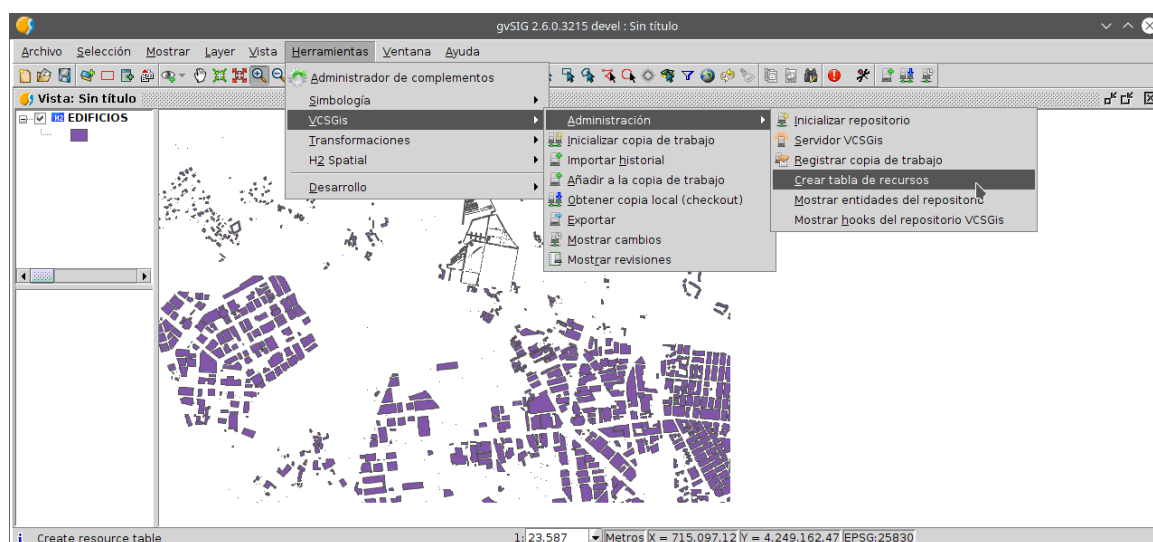 gvSIG 2.6.0.3215 devel : Sin título
Archivo Selección Mostrar Layer Vista Herramientas Ventana Ayuda
Vista: Sin título
H2 EDIFICIOS
Administrador de complementos
Simbología
VCSGis
Transformaciones
H2 Spatial
Desarrollo
Administración
Inicializar copia de trabajo
Importar historial
Añadir a la copia de trabajo
Obtener copia local (checkout)
Exportar
Mostrar cambios
Mostrar revisiones
Inicializar repositorio
Servidor VCSGis
Registrar copia de trabajo
Crear tabla de recursos
Mostrar entidades del repositorio
Mostrar hooks del repositorio VCSGis
Create resource table 1: 23.587 Metros X = 715.097,12 Y = 4.249.162,47 EPSG:25830